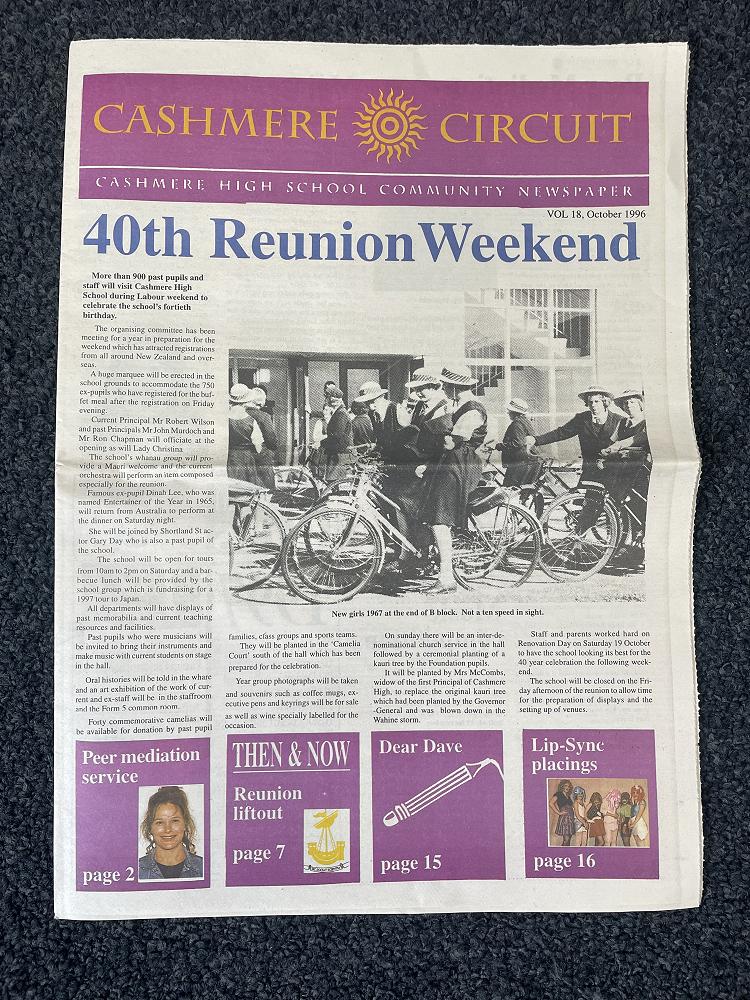 CASHMERE CIRCUIT
CASHMERE HIGH SCHOOL COMMUNITY NEWSPAPER
VOL 18, October 1996
40th Reunion Weekend
More than 900 past pupils and
staff will visit Cashmere High
School during Labour weekend to
celebrate the school's fortieth
birthday.
The organising committee has been
meeting for a year in preparation for the
weekend which has attracted registrations
from all around New Zealand and over-
seas.
A huge marquee will be erected in the
school grounds to accommodate the 750
ex-pupils who have registered for the buf-
fet meal after the registration on Friday
evening.
Current Principal Mr Robert Wilson
and past Principals Mr John Murdoch and
Mr Ron Chapman will officiate at the
opening as will Lady Christina
The school's whanau group will pro-
vide a Maori welcome and the current
orchestra will perform an item composed
especially for the reunion.
Famous ex-pupil Dinah Lee, who was
named Entertainer of the Year in 1965,
will return from Australia to perform at
the dinner on Saturday night.
She will be joined by Shortland St ac-
tor Gary Day who is also a past pupil of
the school.
The school will be open for tours
from 10am to 2pm on Saturday and a bar-
becue lunch will be provided by the
school group which is fundraising for a
1997 tour to Japan.
All departments will have displays of
past memorabilia and current teaching
resources and facilities.
Past pupils who were musicians will
be invited to bring their instruments and
make music with current students on stage
in the hall.
Oral histories will be told in the whare
and an art exhibition of the work of cur-
rent and ex-staff will be in the staffroom
and the Form 5 common room.
Forty commemorative camelias will
be available for donation by past pupil
New girls 1967 at the end of B block. Not a ten speed in sight.
families, cfass groups and sports teams.
They will be planted in the 'Camelia
Court' south of the hall which has been
prepared for the celebration.
Year group photographs will be taken
and souvenirs such as coffee mugs, ex-
ecutive pens and keyrings will be for sale
as well as wine specially labelled for the
occasion.
On sunday there will be an inter-de-
nominational church service in the hall
followed by a ceremonial planting of a
kauri tree by the Foundation pupils.
It will be planted by Mrs McCombs,
widow of the first Principal of Cashmere
High, to replace the original kauri tree
which had been planted by the Governor
-General and was blown down in the
Wahine storm.
Staff and parents worked hard on
Renovation Day on Saturday 19 October
to have the school looking its best for the
40 year celebration the following week-
end.
The school will be closed on the Fri-
day afternoon of the reunion to allow time
for the preparation of displays and the
setting up of venues.
Peer mediation
service
page 2
THEN & NOW
Reunion
liftout
page 7
Dear Dave
page 15
Lip-Sync
placings
page 16